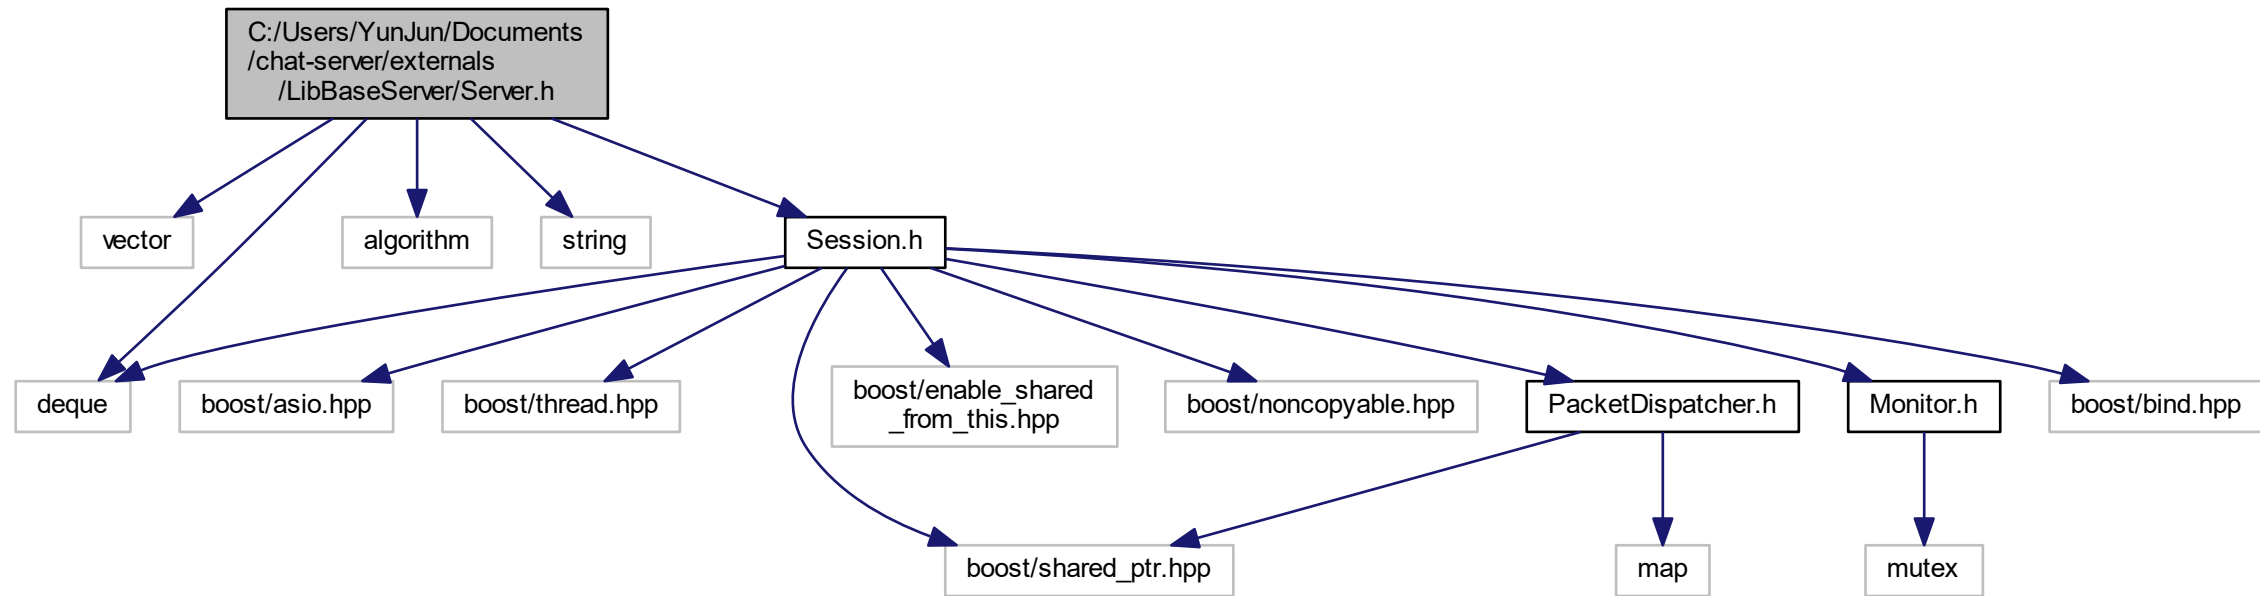 C:/Users/YunJun/Documents
/chat-server/externals
/LibBaseServer/Server.h
vector
algorithm
string
Session.h
deque
boost/asio.hpp
boost/thread.hpp
boost/enable_shared
_from_this.hpp
boost/noncopyable.hpp
PacketDispatcher.h
Monitor.h
boost/bind.hpp
boost/shared_ptr.hpp
map
mutex